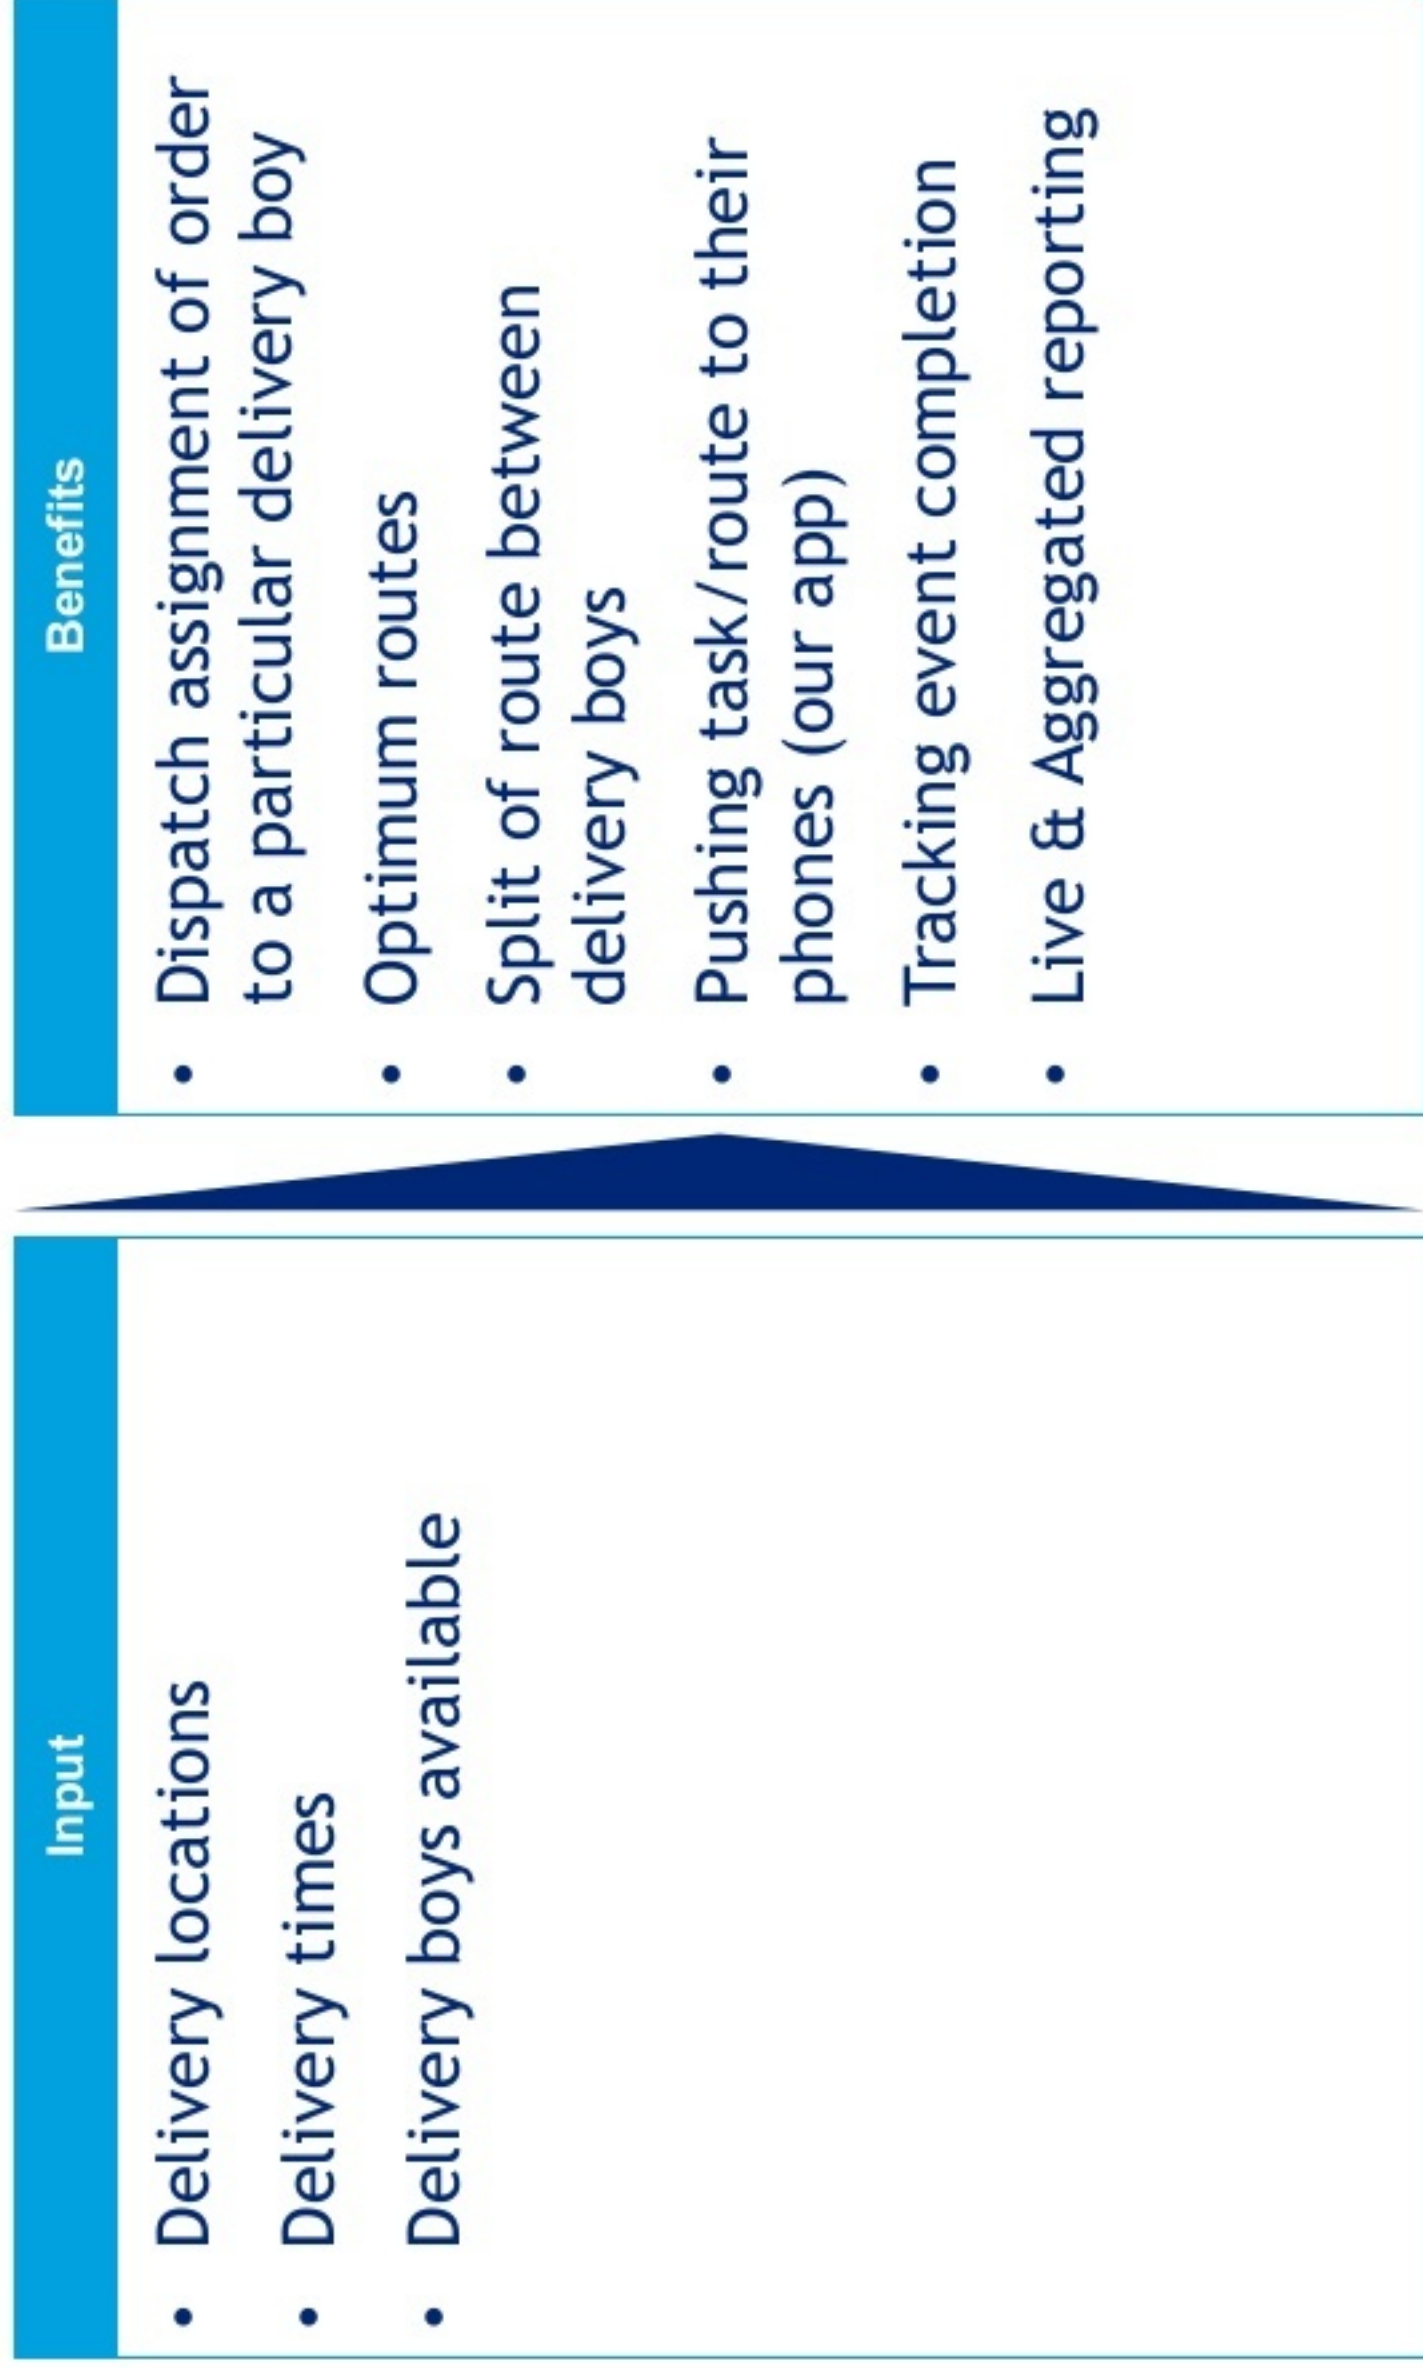 Input
• Delivery locations
• Delivery times
• Delivery boys available
Benefits
• Dispatch assignment of order
to a particular delivery boy
• Optimum routes
• Split of route between
delivery boys
• Pushing task/route to their
phones (our app)
• Tracking event completion
• Live & Aggregated reporting